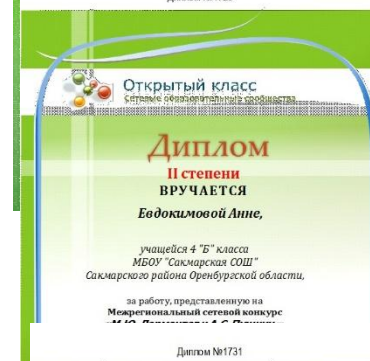 Открытый класс
Сетевые образовательные сообщества
Диплом
II степени
ВРУЧАЕТСЯ
Евдокимовой Анне,
учащейся 4 "Б" класса
МБОУ "Сакмарская СОШ"
Сакмарского района Оренбургской области,
за работу, представленную на
Межрегиональный сетевой конкурс
Диплом №1731